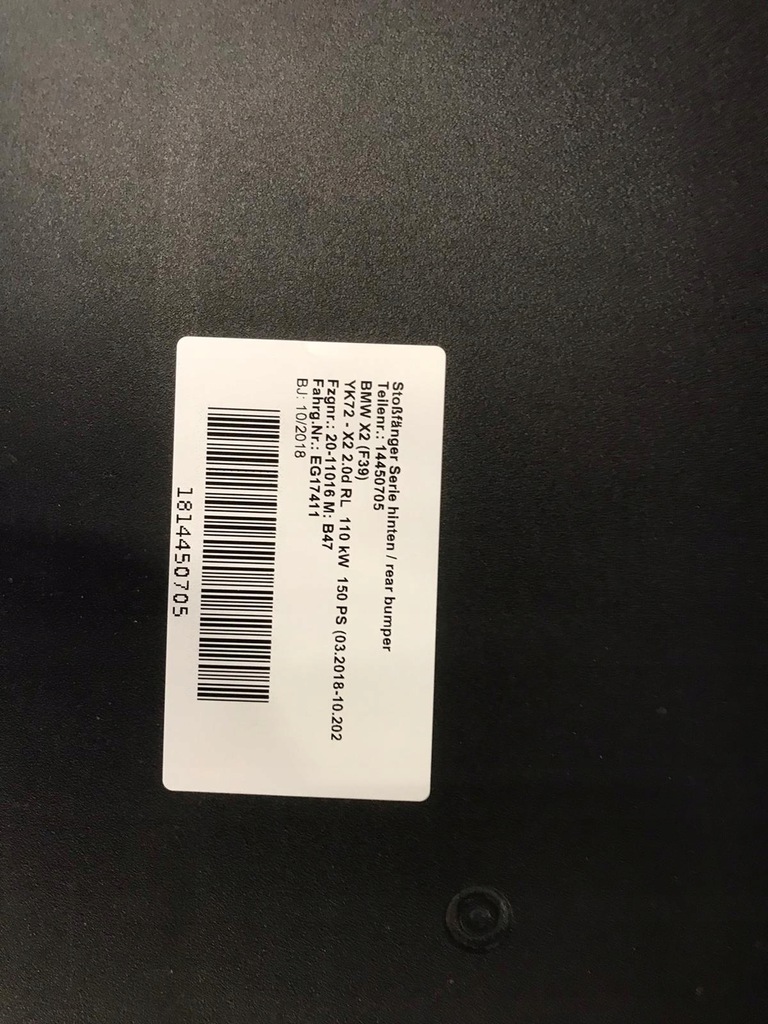 Stoßfänger Serie hinten / rear bumper
Teilenr.: 14450705
BMW X2 (F39)
YK72 - X2 2.0d RL 110 kW 150 PS (03.2018-10.202
Fzgnr.: 20-11016 M: B47
Fahrg.Nr.: EG17411
BJ: 10/2018
1814450705